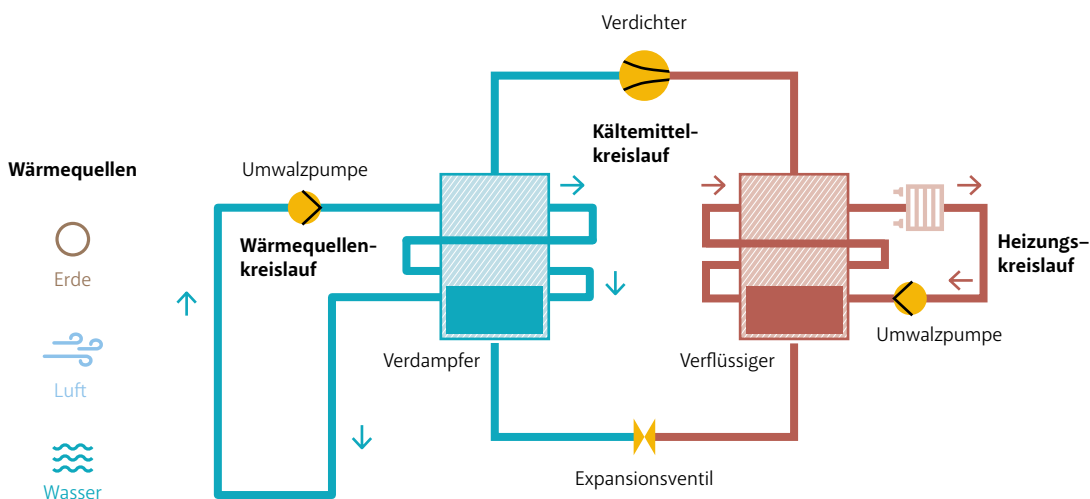 Verdichter
Kältemittel-
kreislauf
Wärmequellen
Umwalzpumpe
Wärmequellen-
kreislauf
Heizungs-
kreislauf
Erde
Umwalzpumpe
Verdampfer
Verflüssiger
Luft
Expansionsventil
Wasser